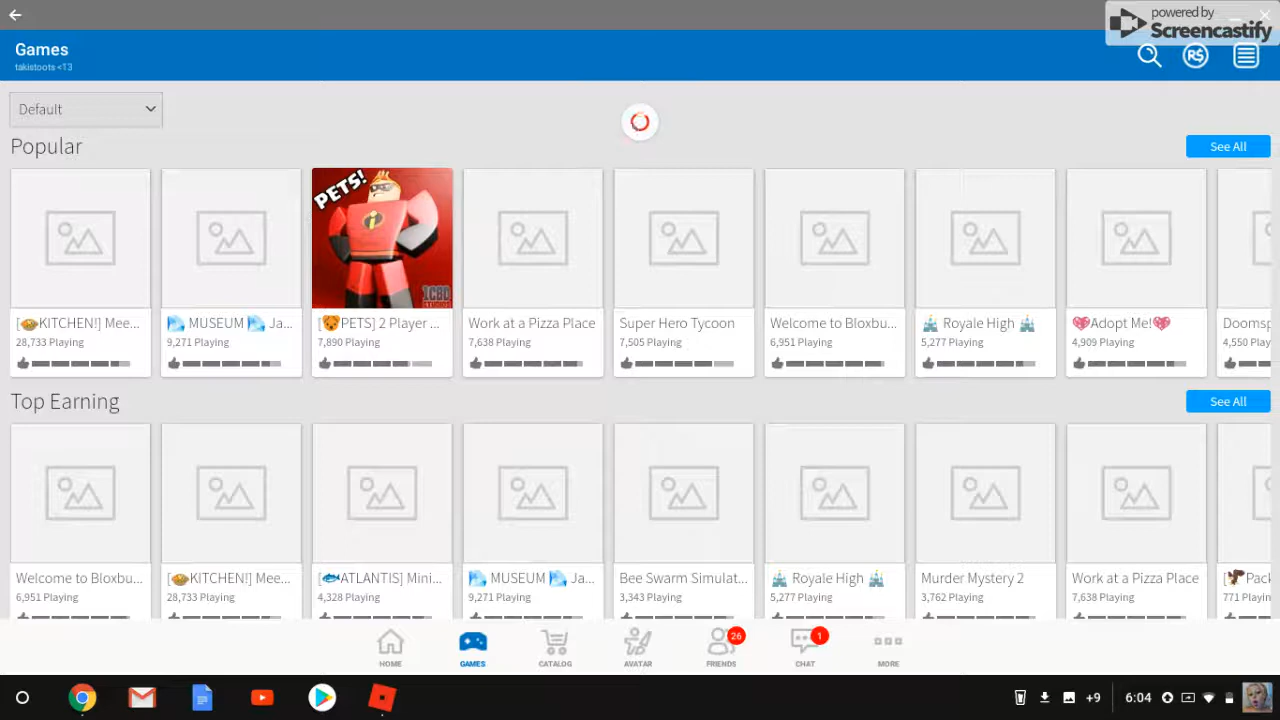 powered by
Screencastify
Games
takistoots <13
R$
Default
Popular
See All
PETS!
1CBD
STUDIOS
[🥧KITCHEN!] Mee...
💨 MUSEUM 💨 Ja...
[🐻PETS] 2 Player ...
Work at a Pizza Place
Super Hero Tycoon
Welcome to Bloxbu...
🏰 Royale High 🏰
💖Adopt Me!💖
Doomsp
28,733 Playing
9,271 Playing
7,890 Playing
7,638 Playing
7,505 Playing
6,951 Playing
5,277 Playing
4,909 Playing
4,550 Play
Top Earning
See All
Welcome to Bloxbu...
[🥧KITCHEN!] Mee...
[🐟ATLANTIS] Mini...
💨 MUSEUM 💨 Ja...
Bee Swarm Simulat...
🏰 Royale High 🏰
Murder Mystery 2
Work at a Pizza Place
[Pack
6,951 Playing
28,733 Playing
4,328 Playing
9,271 Playing
3,343 Playing
5,277 Playing
3,762 Playing
7,638 Playing
771 Playin
26
1
HOME
GAMES
CATALOG
AVATAR
FRIENDS
CHAT
MORE
+9
6:04